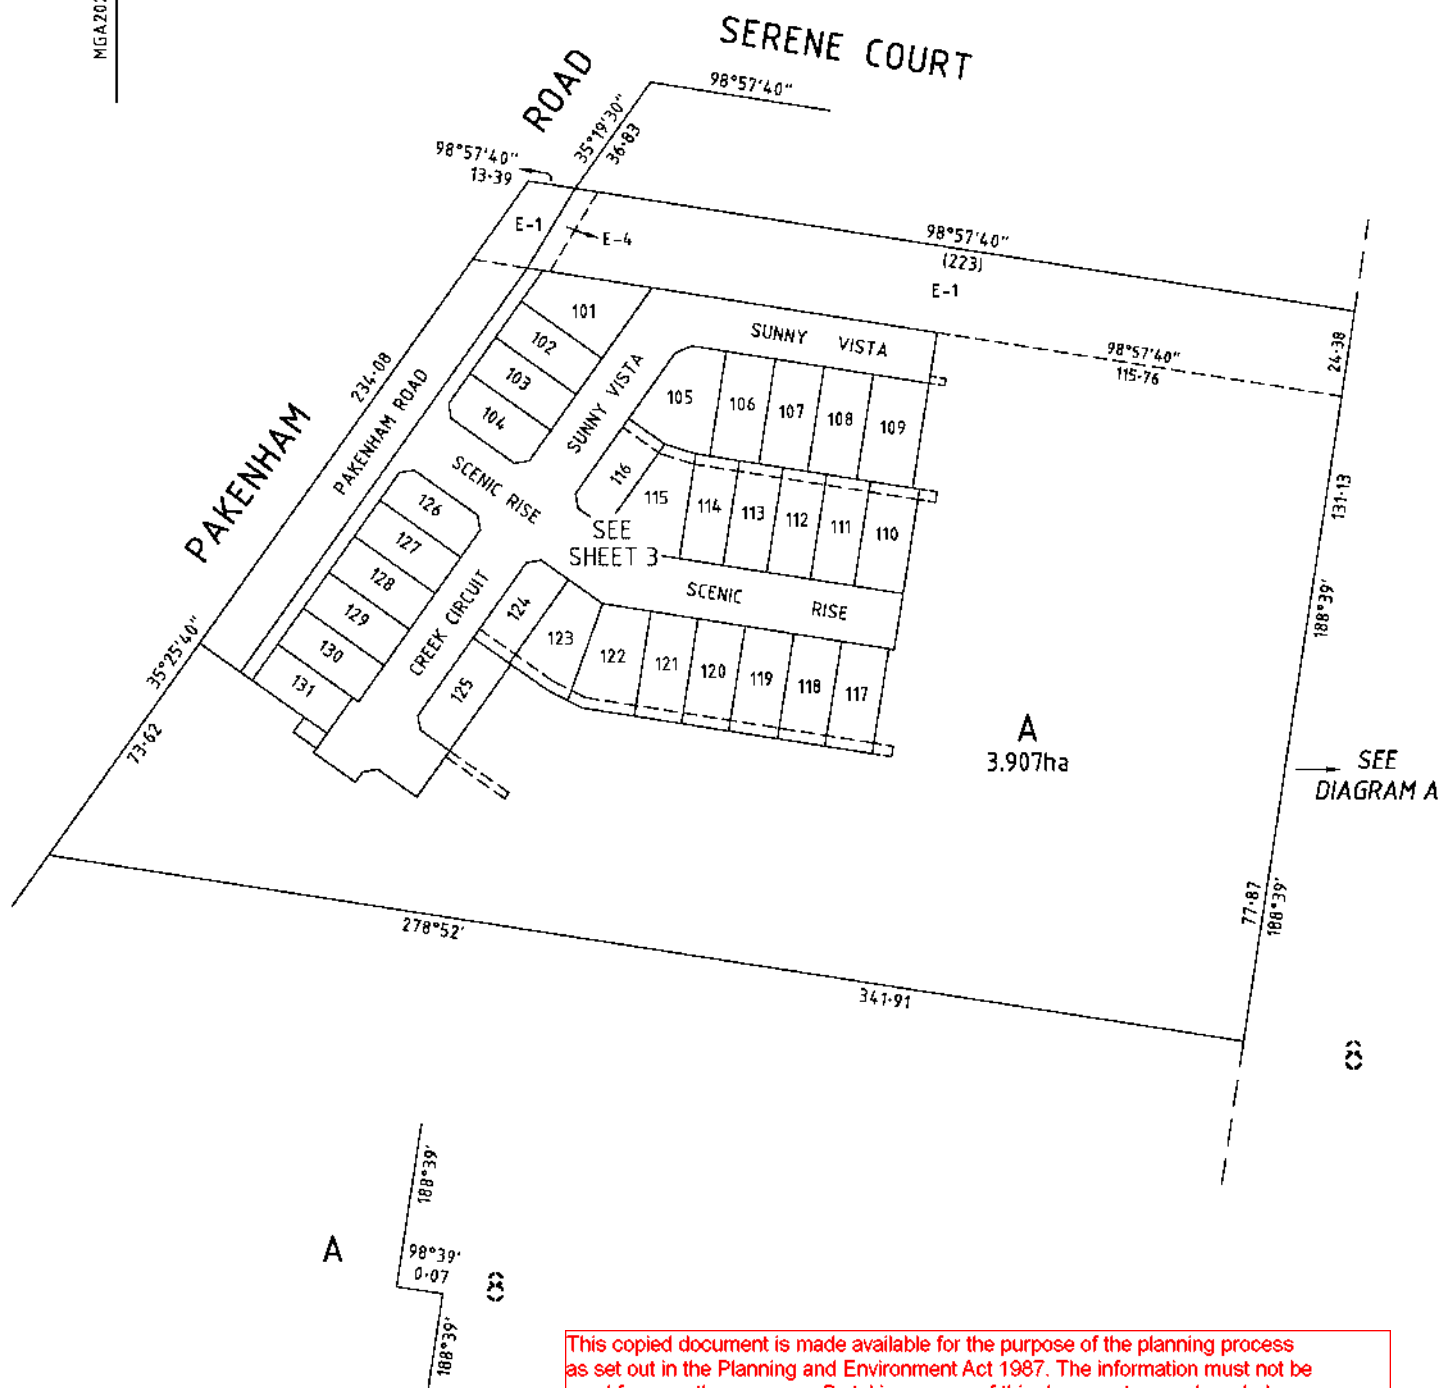 SERENE COURT
98°57'40"
ROAD
35°19'30"
36·83
98°57'40"
13·39
E-1
E-4
98°57'40"
(223)
E-1
24·38
98°57'40"
115·76
SUNNY VISTA
101
102
103
104
SUNNY VISTA
105
106
107
108
109
234·08
PAKENHAM ROAD
PAKENHAM
SCENIC RISE
116
115
114
113
112
111
110
131·13
188°39'
SEE
SHEET 3
126
127
128
129
130
131
CREEK CIRCUIT
SCENIC RISE
124
123
122
121
120
119
118
117
125
35°25'40"
73·62
A
3.907ha
SEE
DIAGRAM A
77·87
188°39'
278°52'
341·91
8
188°39'
A
98°39'
0·07
8
188°39'
This copied document is made available for the purpose of the planning process
as set out in the Planning and Environment Act 1987. The information must not be